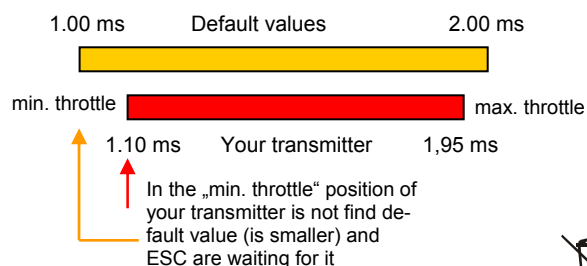 1.00 ms Default values 2.00 ms
min. throttle max. throttle
1.10 ms Your transmitter 1,95 ms
In the „min. throttle“ position of
your transmitter is not find de-
fault value (is smaller) and
ESC are waiting for it